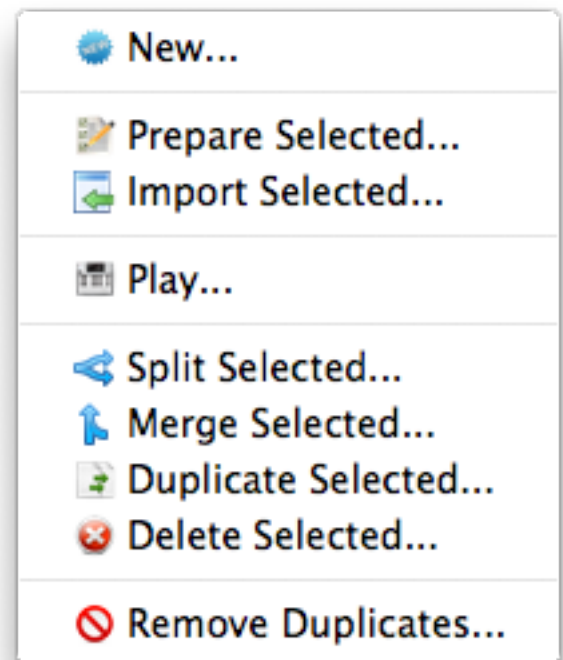 New...
Prepare Selected...
Import Selected...
Play...
Split Selected...
Merge Selected...
Duplicate Selected...
Delete Selected...
Remove Duplicates...